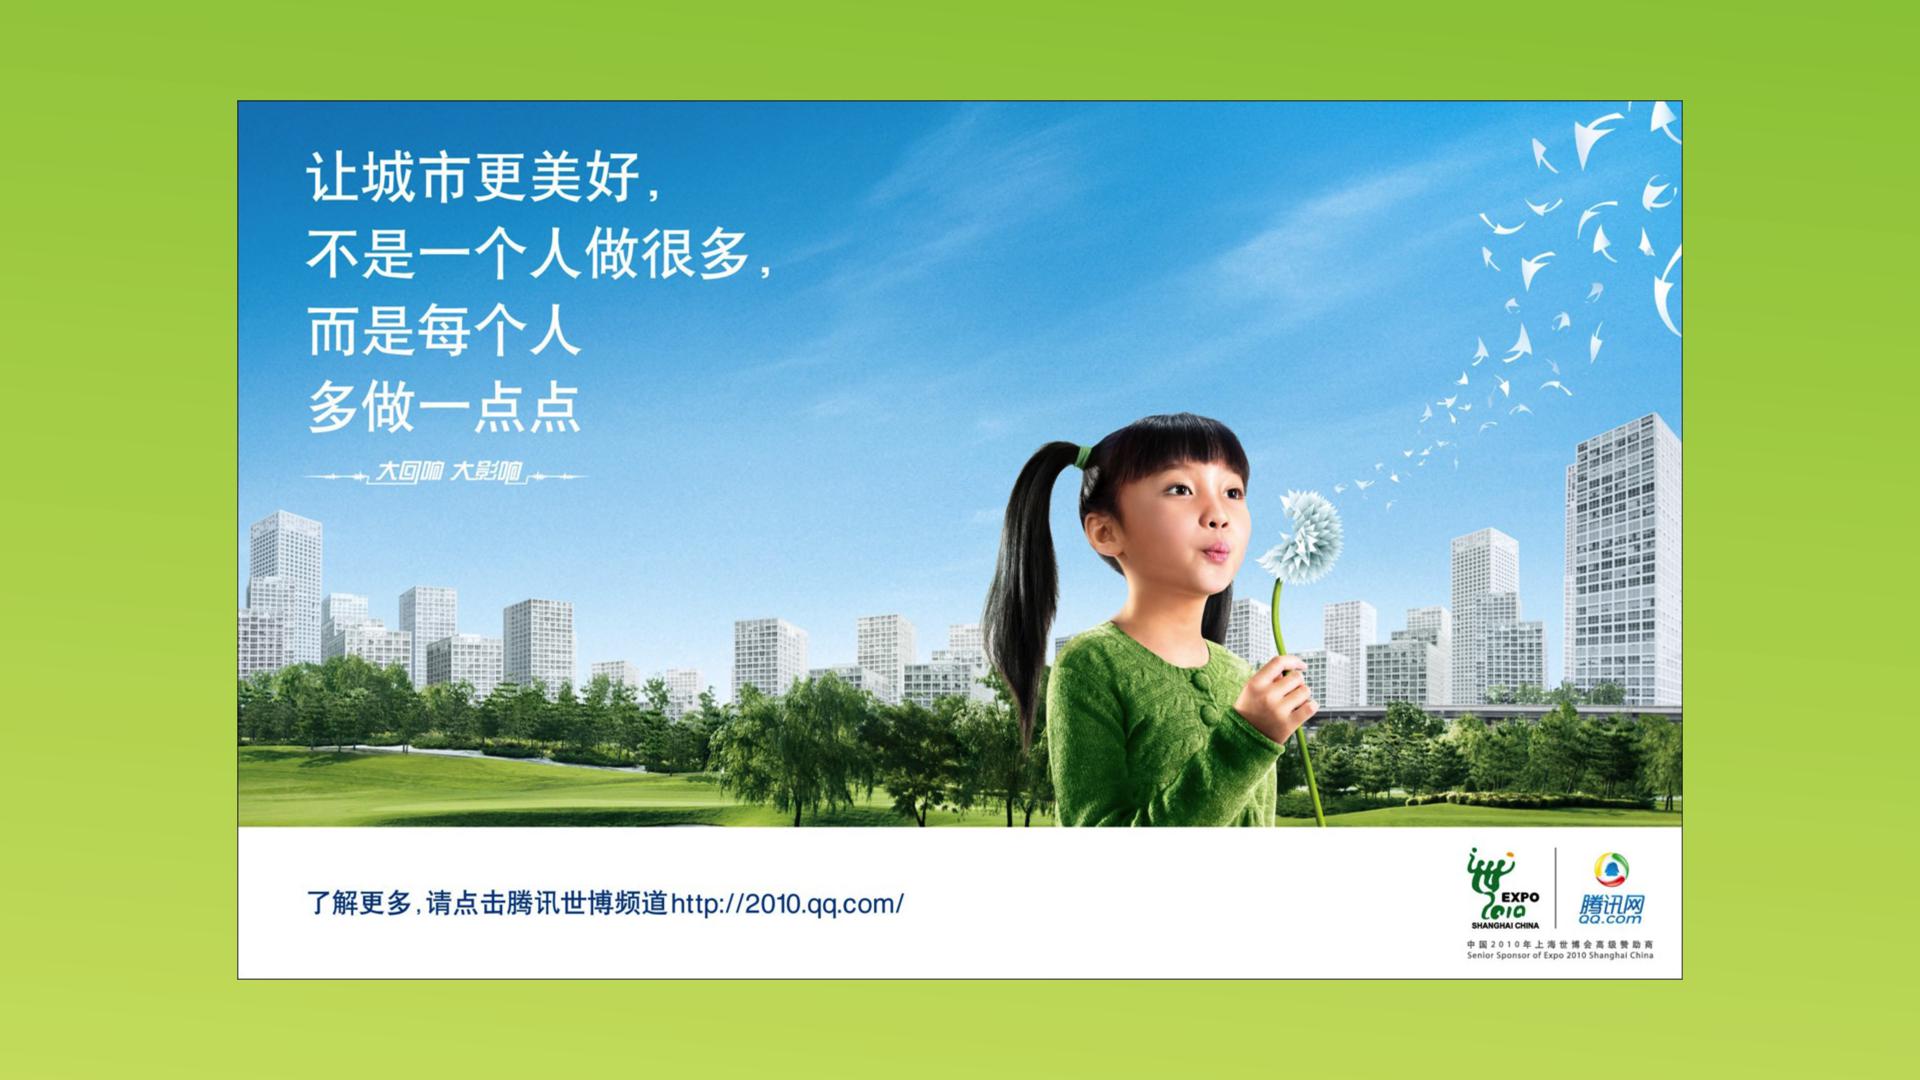 让城市更美好，
不是一个人做很多，
而是每个人
多做一点点
大回响 大影响
了解更多，请点击腾讯世博频道http://2010.qq.com/
EXPO
2010
SHANGHAI CHINA
腾讯网
QQ.com
中国2010年上海世博会高级赞助商
Senior Sponsor of Expo 2010 Shanghai China